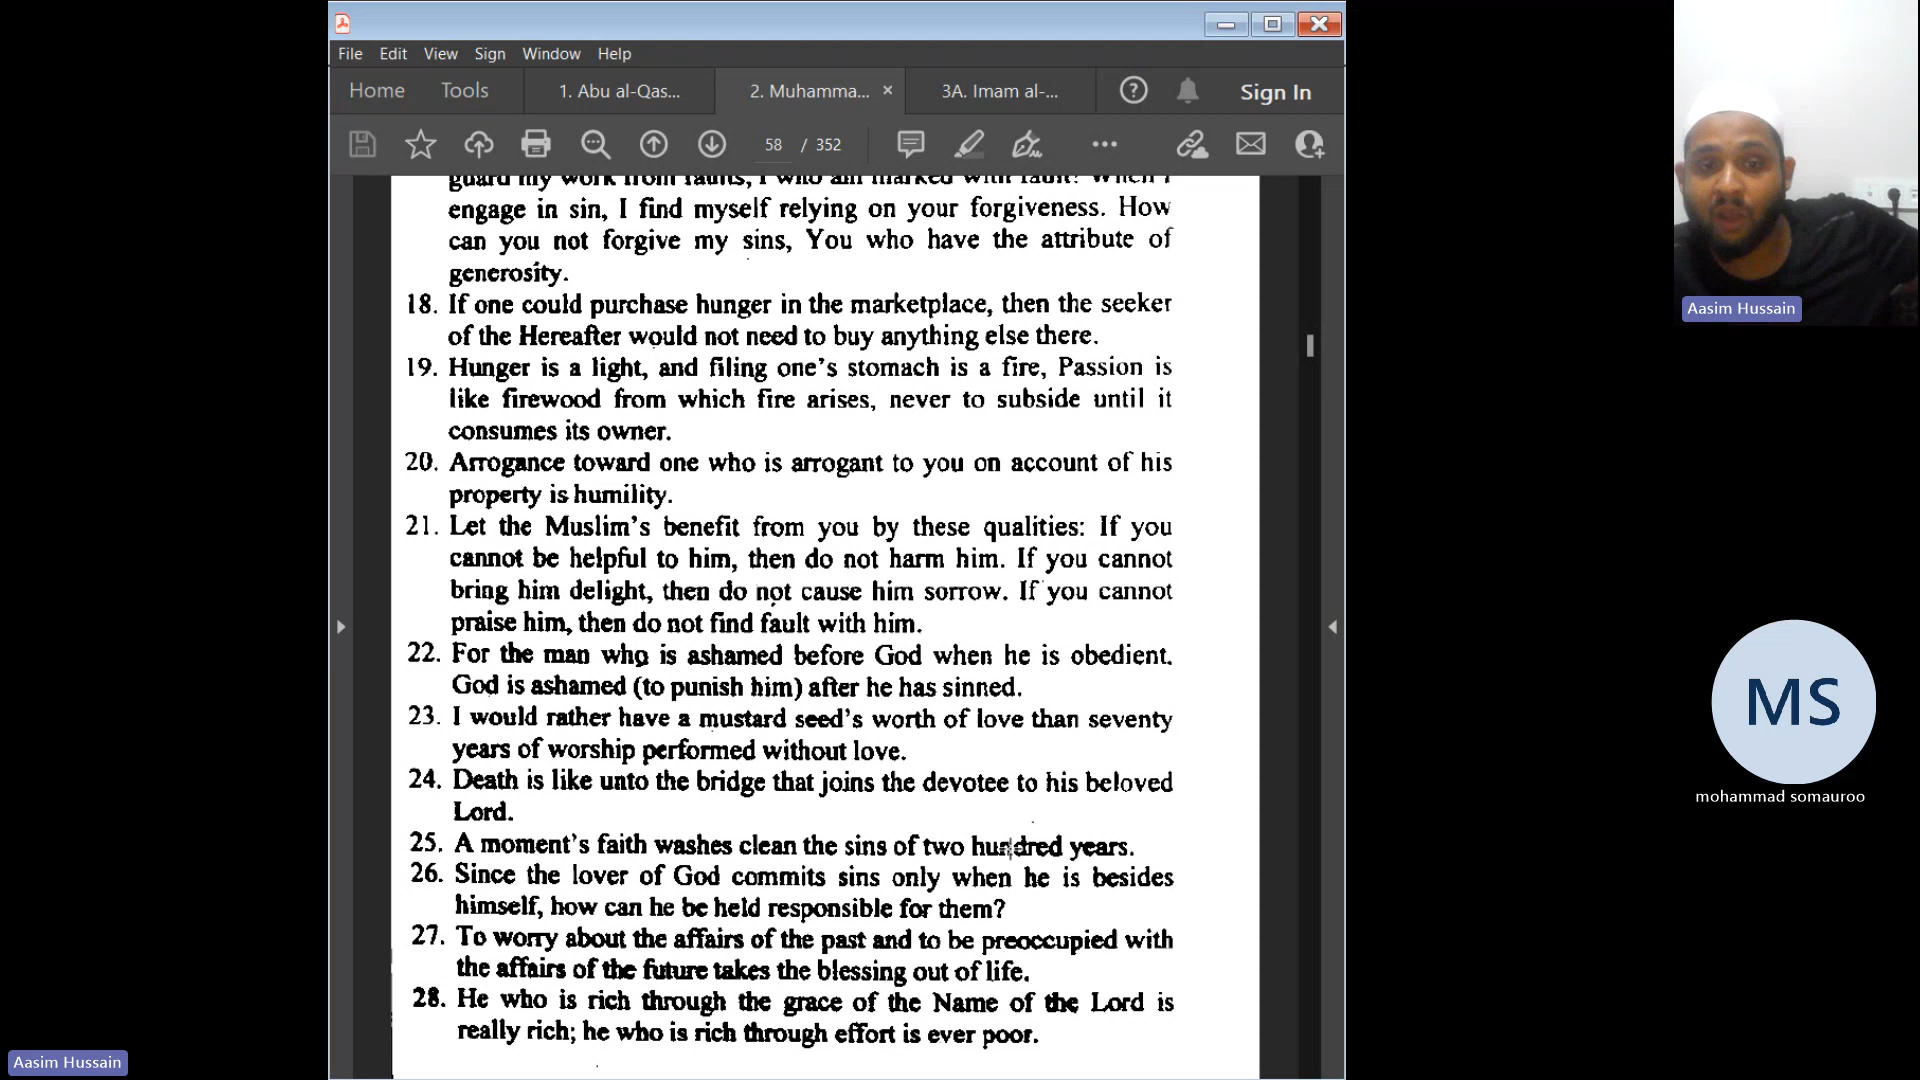 File Edit View Sign Window Help
Home Tools 1. Abu al-Qas... 2. Muhamma... × 3A. Imam al-... Sign In
58 / 352
guard my work from faults, I who am marked with fault? When I
engage in sin, I find myself relying on your forgiveness. How
can you not forgive my sins, You who have the attribute of
generosity.
18. If one could purchase hunger in the marketplace, then the seeker
of the Hereafter would not need to buy anything else there.
19. Hunger is a light, and filing one's stomach is a fire, Passion is
like firewood from which fire arises, never to subside until it
consumes its owner.
20. Arrogance toward one who is arrogant to you on account of his
property is humility.
21. Let the Muslim's benefit from you by these qualities: If you
cannot be helpful to him, then do not harm him. If you cannot
bring him delight, then do not cause him sorrow. If you cannot
praise him, then do not find fault with him.
22. For the man who is ashamed before God when he is obedient.
God is ashamed (to punish him) after he has sinned.
23. I would rather have a mustard seed's worth of love than seventy
years of worship performed without love.
24. Death is like unto the bridge that joins the devotee to his beloved
Lord.
25. A moment's faith washes clean the sins of two hundred years.
26. Since the lover of God commits sins only when he is besides
himself, how can he be held responsible for them?
27. To worry about the affairs of the past and to be preoccupied with
the affairs of the future takes the blessing out of life.
28. He who is rich through the grace of the Name of the Lord is
really rich; he who is rich through effort is ever poor.
Aasim Hussain
MS
mohammad somauroo
Aasim Hussain